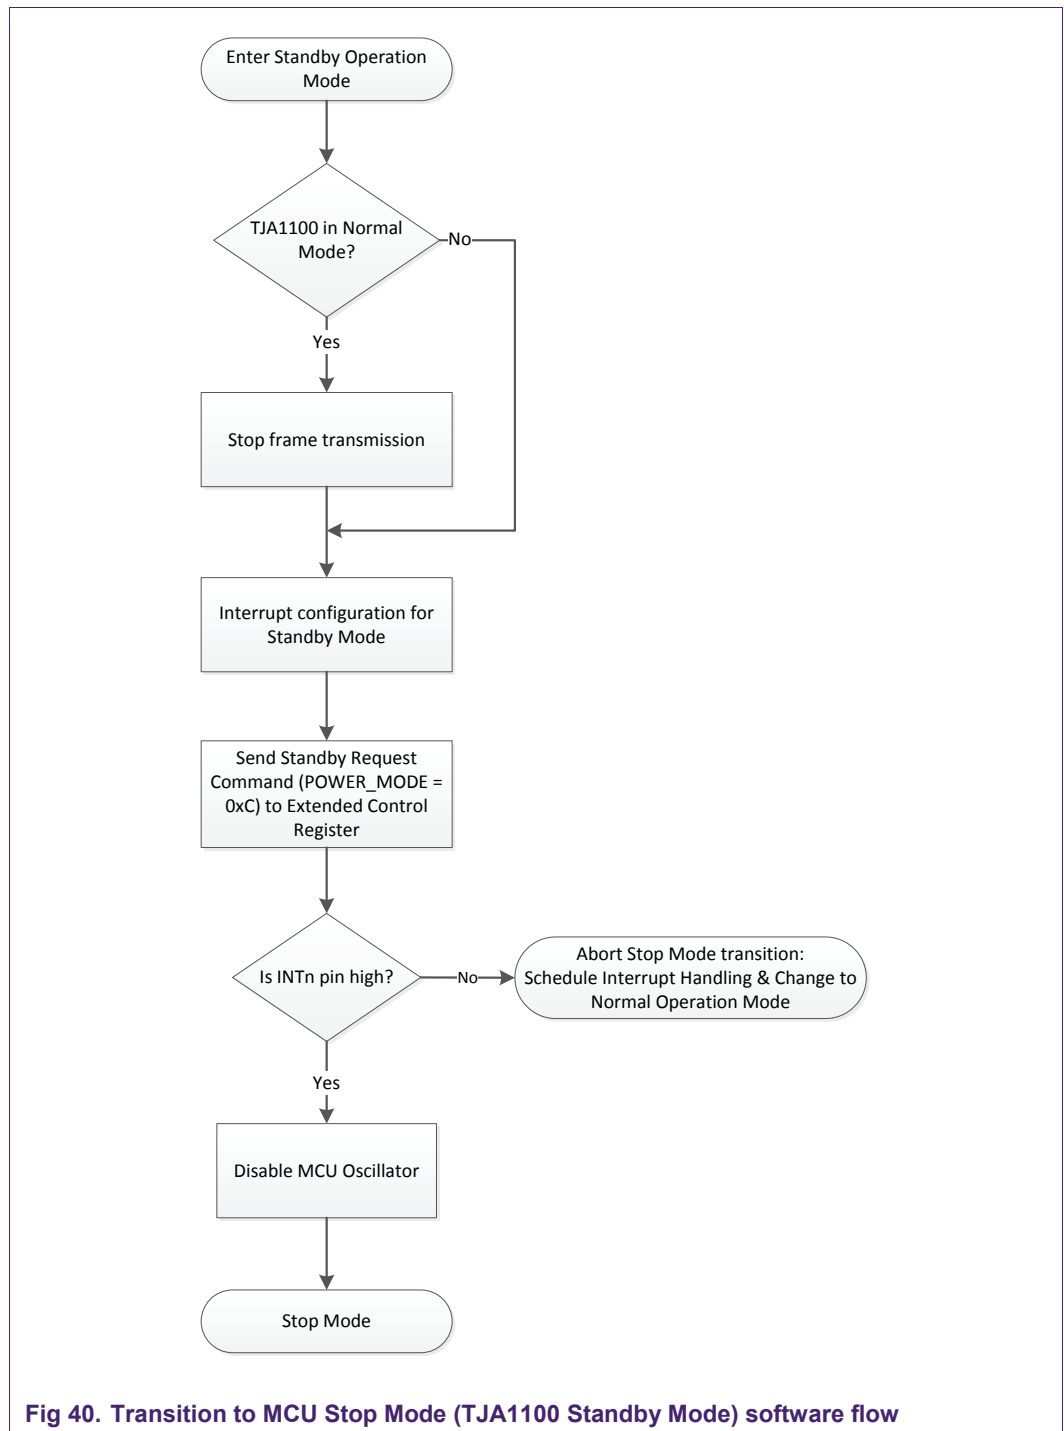 Enter Standby Operation
Mode
TJA1100 in Normal
Mode?
No
Yes
Stop frame transmission
Interrupt configuration for
Standby Mode
Send Standby Request
Command (POWER_MODE =
0xC) to Extended Control
Register
Is INTn pin high?
No
Abort Stop Mode transition:
Schedule Interrupt Handling & Change to
Normal Operation Mode
Yes
Disable MCU Oscillator
Stop Mode
Fig 40. Transition to MCU Stop Mode (TJA1100 Standby Mode) software flow